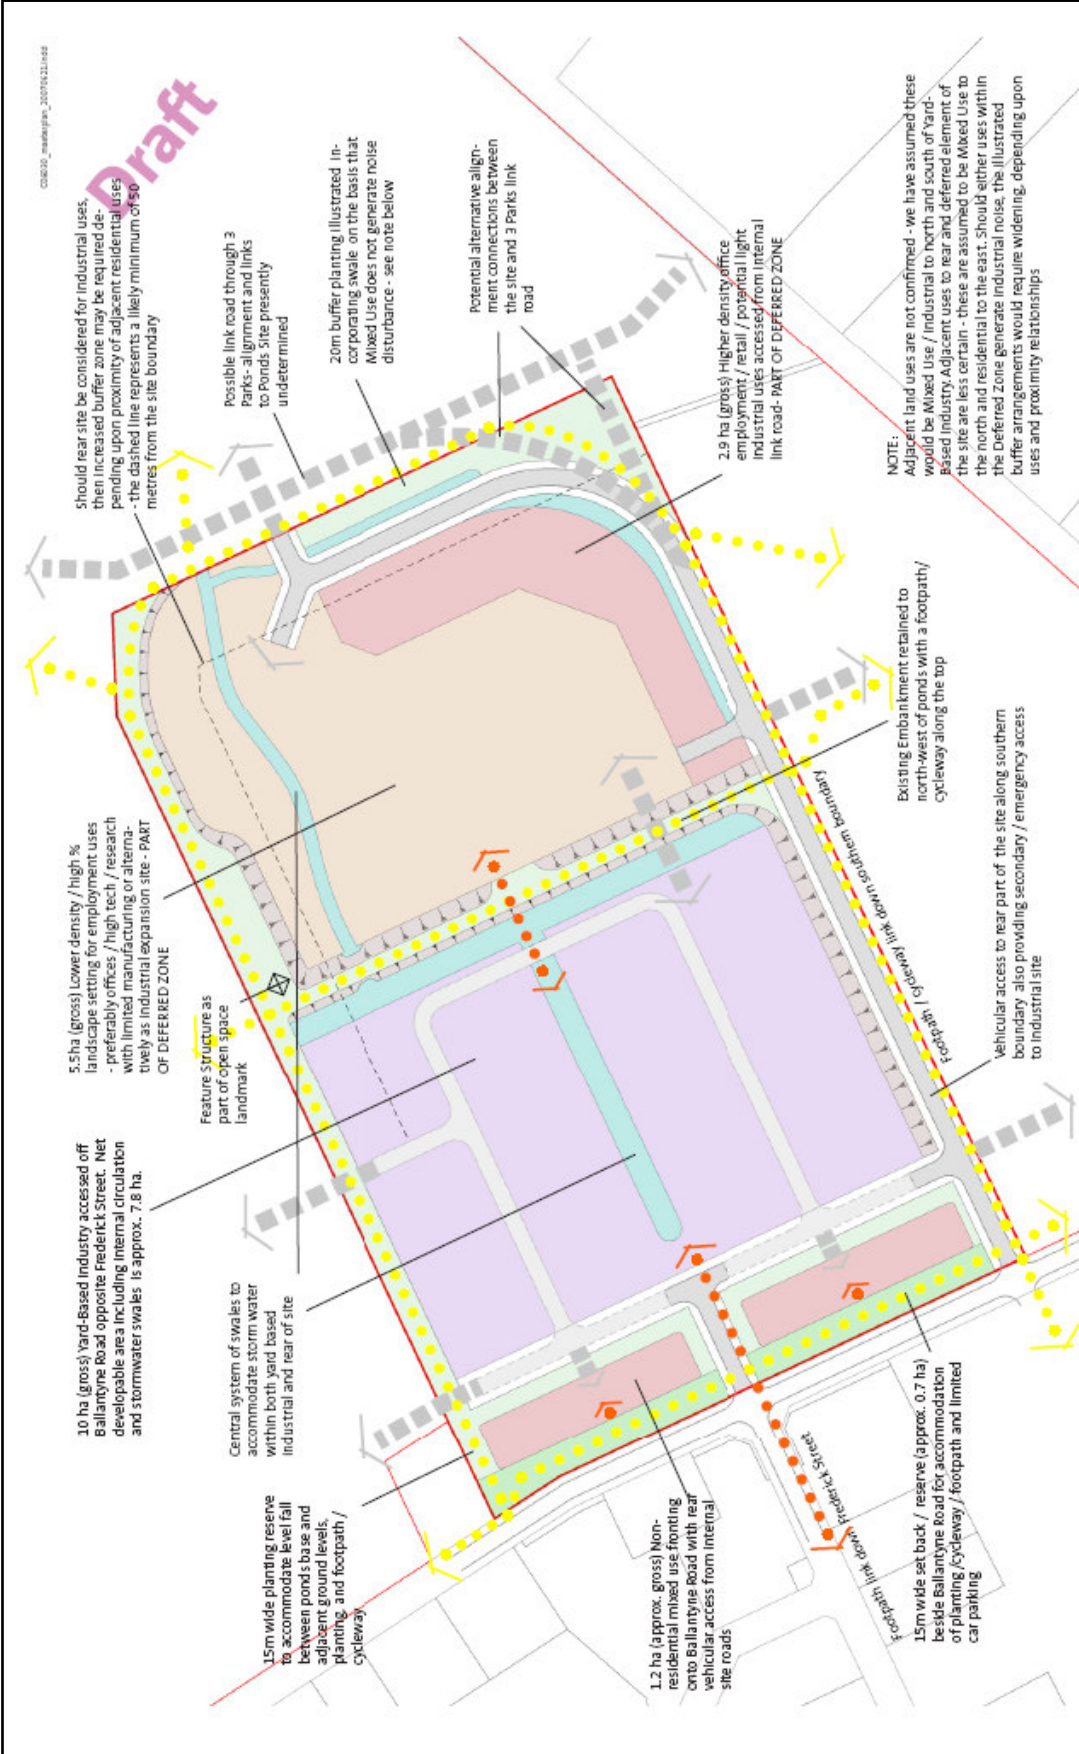 C06030_masterplan_20070621.indd
Draft
Should rear site be considered for industrial uses,
then increased buffer zone may be required de-
pending upon proximity of adjacent residential uses
- the dashed line represents a likely minimum of 50
metres from the site boundary
Possible link road through 3
Parks- alignment and links
to Ponds Site presently
undetermined
20m buffer planting illustrated in-
corporating swale on the basis that
Mixed Use does not generate noise
disturbance - see note below
Potential alternative align-
ment connections between
the site and 3 Parks link
road
2.9 ha (gross) Higher density office
employment / retail / potential light
industrial uses accessed from internal
link road- PART OF DEFERRED ZONE
NOTE:
Adjacent land uses are not confirmed - we have assumed these
would be Mixed Use / Industrial to north and south of Yard-
Based Industry. Adjacent uses to rear and deferred element of
the site are less certain - these are assumed to be Mixed Use to
the north and residential to the east. Should either uses within
the Deferred Zone generate industrial noise, the illustrated
buffer arrangements would require widening, depending upon
uses and proximity relationships
5.5ha (gross) Lower density / high %
landscape setting for employment uses
- preferably offices / high tech / research
with limited manufacturing or alterna-
tively as industrial expansion site - PART
OF DEFERRED ZONE
Feature Structure as
part of open space
landmark
Existing Embankment retained to
north-west of ponds with a footpath/
cycleway along the top
Footpath / cycleway link down southern boundary
Vehicular access to rear part of the site along southern
boundary also providing secondary / emergency access
to industrial site
10 ha (gross) Yard-Based Industry accessed off
Ballantyne Road opposite Frederick Street. Net
developable area including internal circulation
and stormwater swales is approx. 7.8 ha.
Central system of swales to
accommodate storm water
within both yard based
industrial and rear of site
15m wide planting reserve
to accommodate level fall
between ponds base and
adjacent ground levels,
planting, and footpath /
cycleway
1.2 ha (approx. gross) Non-
residential mixed use fronting
onto Ballantyne Road with rear
vehicular access from internal
site roads
Frederick Street
Footpath link down
15m wide set back / reserve (approx. 0.7 ha)
beside Ballantyne Road for accommodation
of planting /cycleway / footpath and limited
car parking